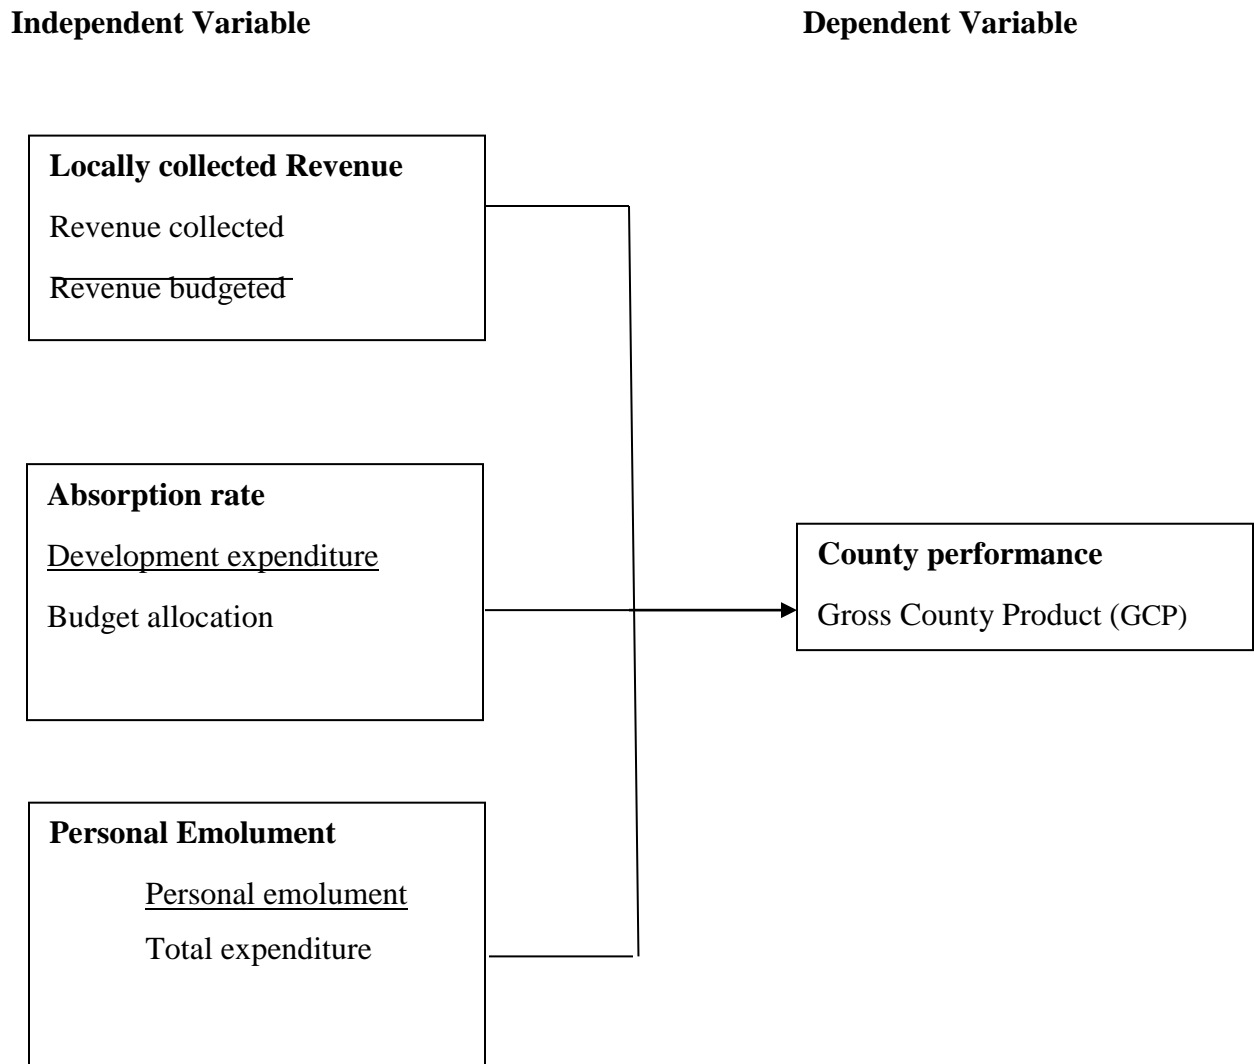 Independent Variable
Dependent Variable
Locally collected Revenue
Revenue collected
Revenue budgeted
Absorption rate
Development expenditure
Budget allocation
County performance
Gross County Product (GCP)
Personal Emolument
Personal emolument
Total expenditure